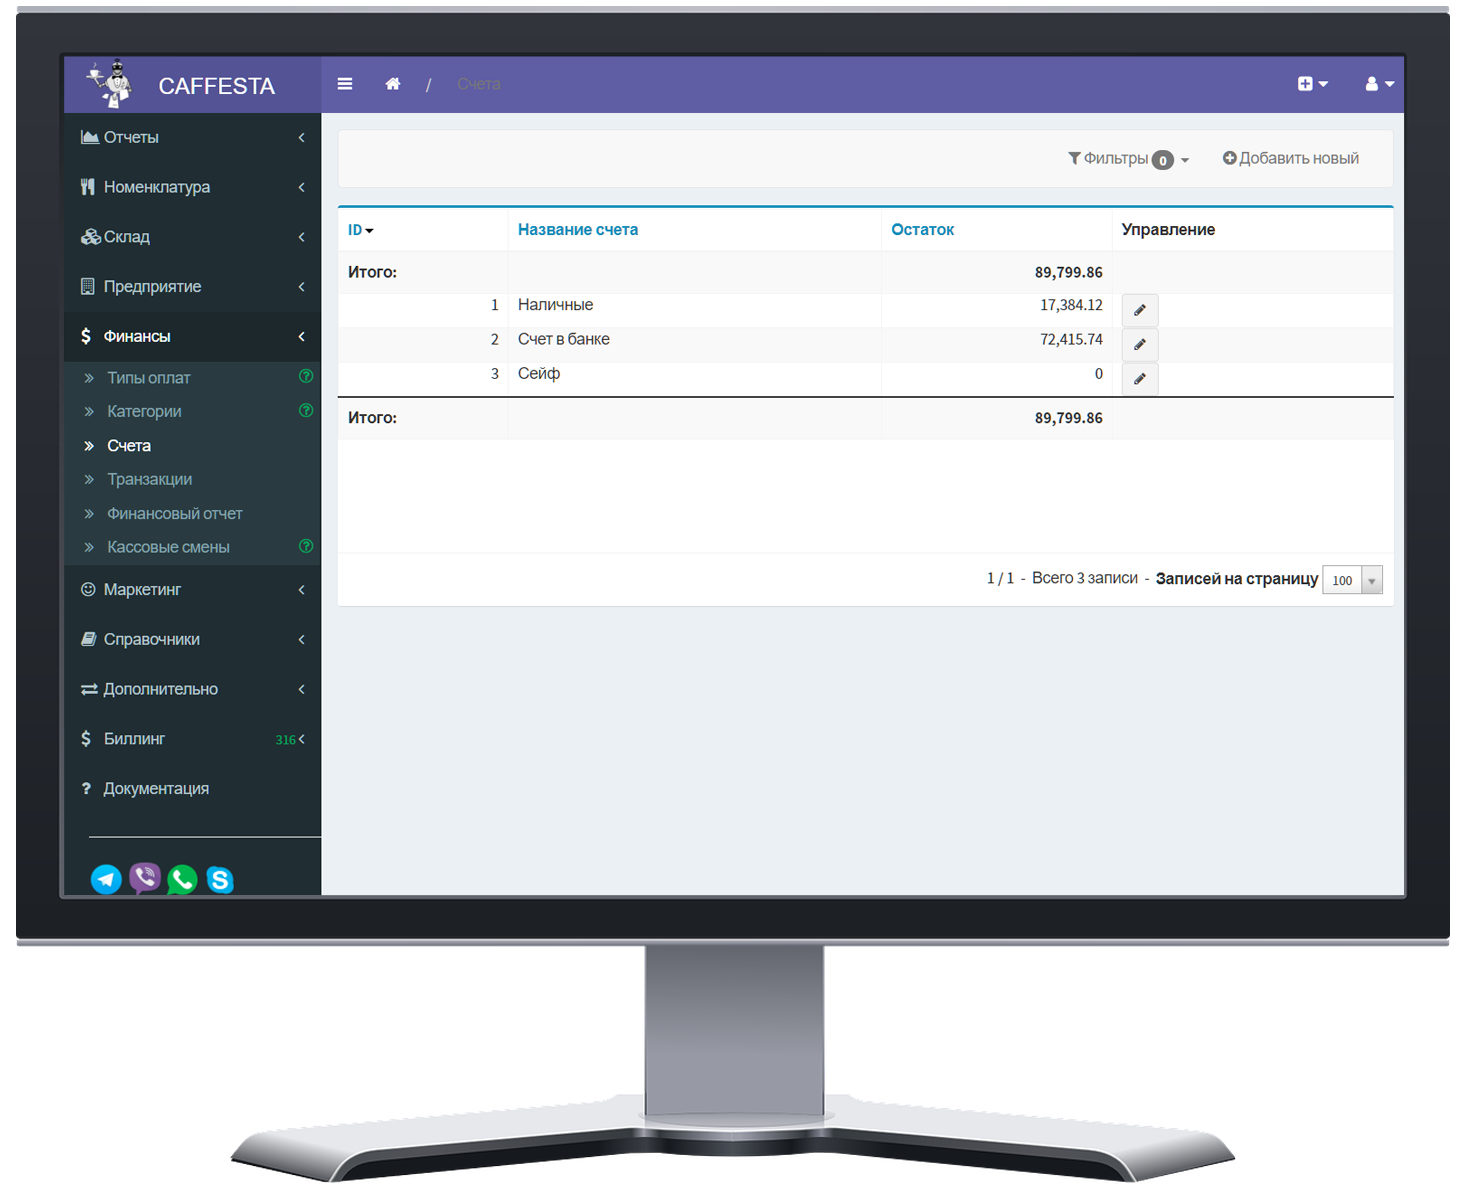 CAFFESTA
/ Счета
Отчеты
Номенклатура
Склад
Предприятие
$ Финансы
» Типы оплат ?
» Категории ?
» Счета
» Транзакции
» Финансовый отчет
» Кассовые смены ?
Маркетинг
Справочники
Дополнительно
$ Биллинг 316
? Документация
Фильтры 0
Добавить новый
ID Название счета Остаток Управление
Итого: 89,799.86
1 Наличные 17,384.12
2 Счет в банке 72,415.74
3 Сейф 0
Итого: 89,799.86
1 / 1 - Всего 3 записи - Записей на страницу 100